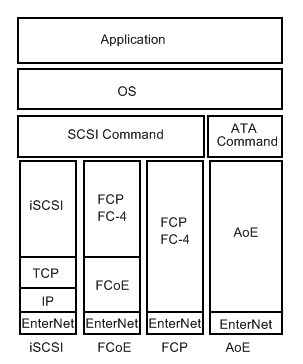 Application
OS
SCSI Command
ATA
Command
iSCSI
FCP
FC-4
FCP
FC-4
AoE
TCP
FCoE
IP
EnterNet
EnterNet
EnterNet
EnterNet
iSCSI
FCoE
FCP
AoE